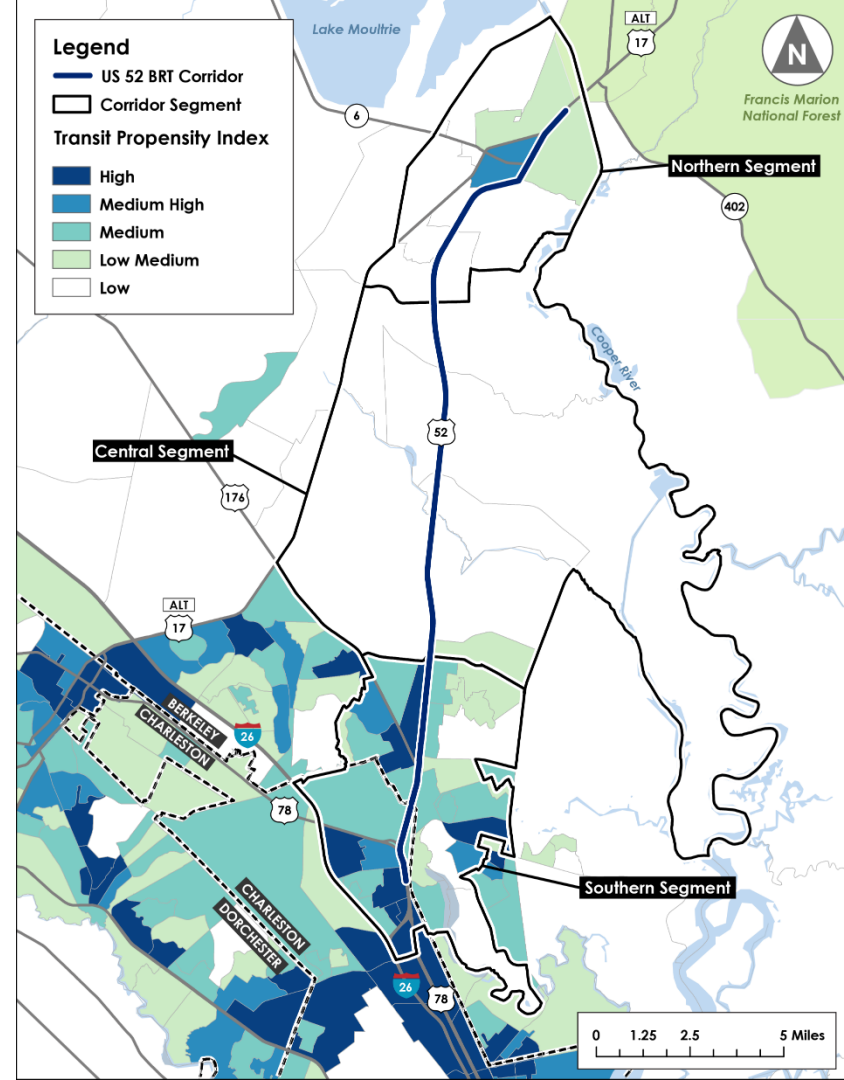 Legend
US 52 BRT Corridor
Corridor Segment
Transit Propensity Index
High
Medium High
Medium
Low Medium
Low
Lake Moultrie
ALT
17
N
Francis Marion
National Forest
6
Northern Segment
402
Cooper River
52
Central Segment
176
ALT
17
BERKELEY
CHARLESTON
26
78
CHARLESTON
DORCHESTER
Southern Segment
26
78
0 1.25 2.5 5 Miles